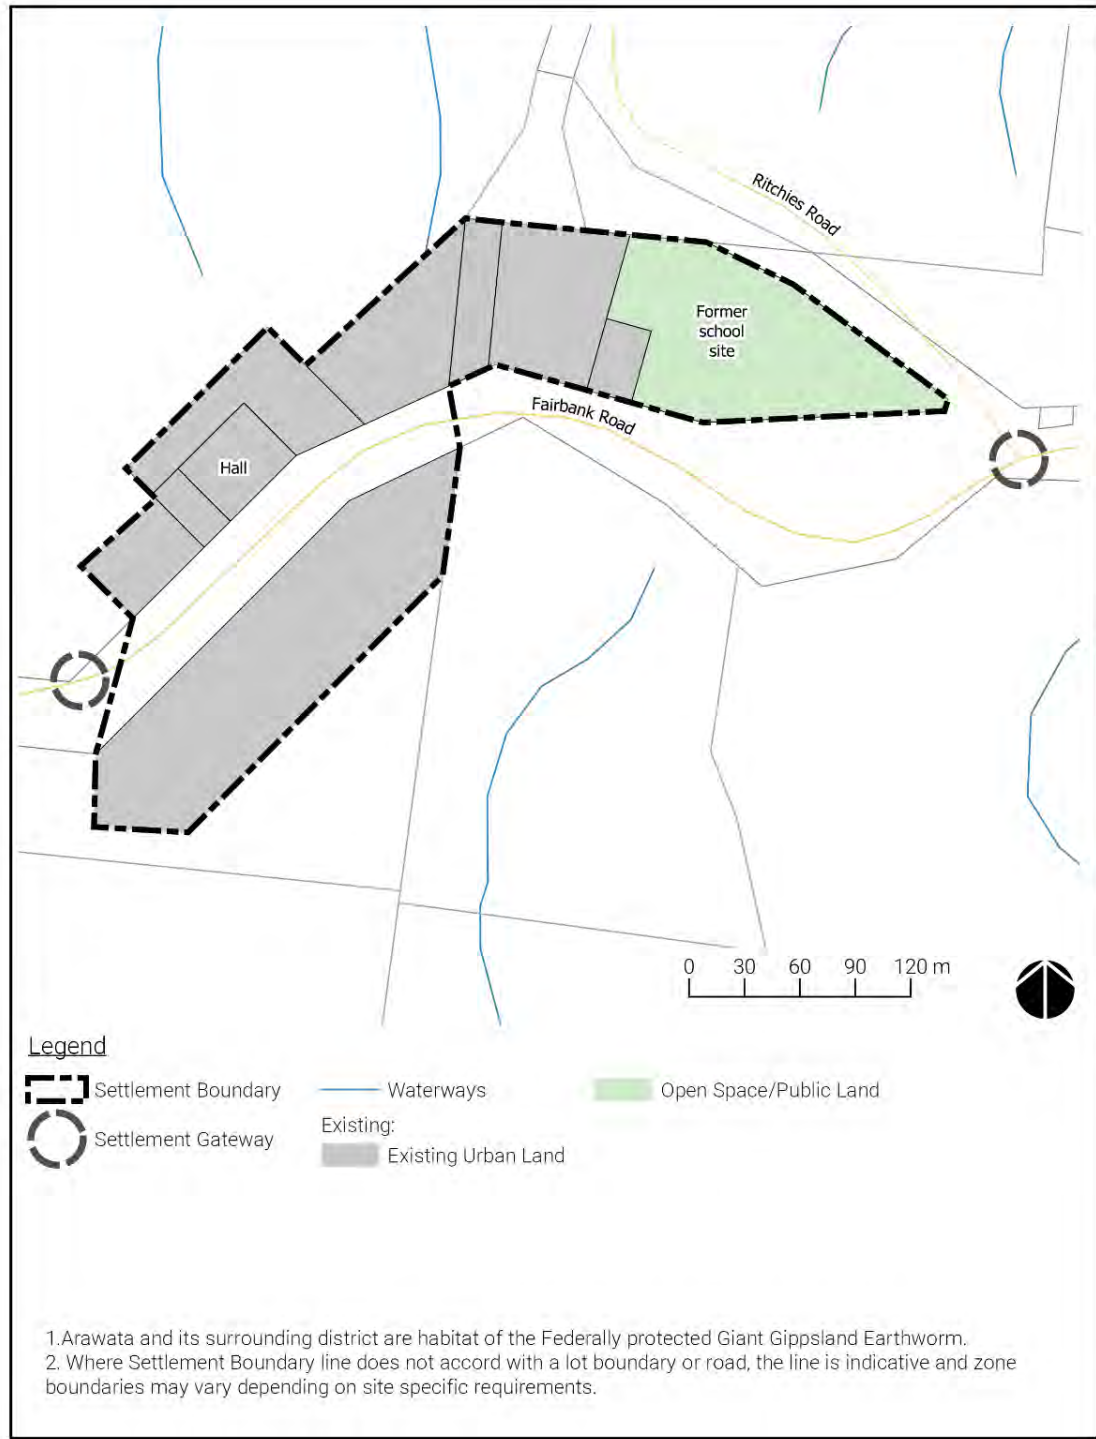 Ritchies Road
Former
school
site
Fairbank Road
Hall
0 30 60 90 120 m
Legend
Settlement Boundary
Waterways
Open Space/Public Land
Settlement Gateway
Existing:
Existing Urban Land
1.Arawata and its surrounding district are habitat of the Federally protected Giant Gippsland Earthworm.
2. Where Settlement Boundary line does not accord with a lot boundary or road, the line is indicative and zone
boundaries may vary depending on site specific requirements.